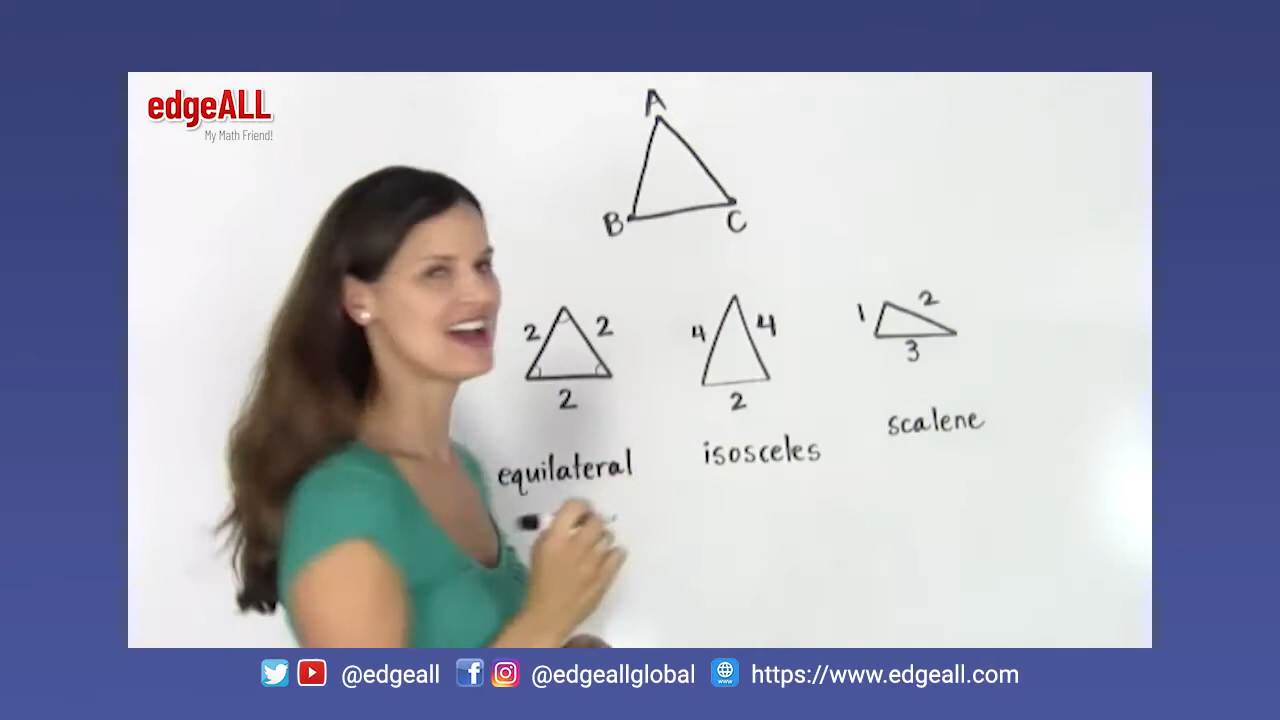 edgeALL
My Math Friend!
A
B
C
2 2
2
4 4
2
1 2
3
equilateral
isosceles
scalene
@edgeall @edgeallglobal https://www.edgeall.com